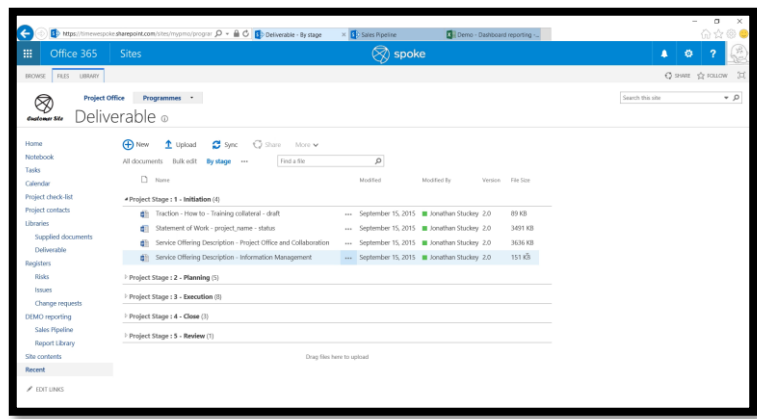 https://timewespoke.sharepoint.com/sites/mypmo/progran
Deliverable - By stage
Sales Pipeline
Demo - Dashboard reporting -...
Office 365
Sites
spoke
BROWSE FILES LIBRARY
SHARE FOLLOW
Project Office Programmes
Search this site
Customer Site
Deliverable
Home
Notebook
Tasks
Calendar
Project check-list
Project contacts
Libraries
Supplied documents
Deliverable
Registers
Risks
Issues
Change requests
DEMO reporting
Sales Pipeline
Report Library
Site contents
Recent
EDIT LINKS
New Upload Sync Share More
All documents Bulk edit By stage ... Find a file
Name Modified Modified By Version File Size
Project Stage : 1 - Initiation (4)
Traction - How to - Training collateral - draft ... September 15, 2015 Jonathan Stuckey 2.0 89 KB
Statement of Work - project_name - status ... September 15, 2015 Jonathan Stuckey 2.0 3491 KB
Service Offering Description - Project Office and Collaboration ... September 15, 2015 Jonathan Stuckey 2.0 3636 KB
Service Offering Description - Information Management ... September 15, 2015 Jonathan Stuckey 2.0 151 KB
Project Stage : 2 - Planning (5)
Project Stage : 3 - Execution (8)
Project Stage : 4 - Close (3)
Project Stage : 5 - Review (1)
Drag files here to upload